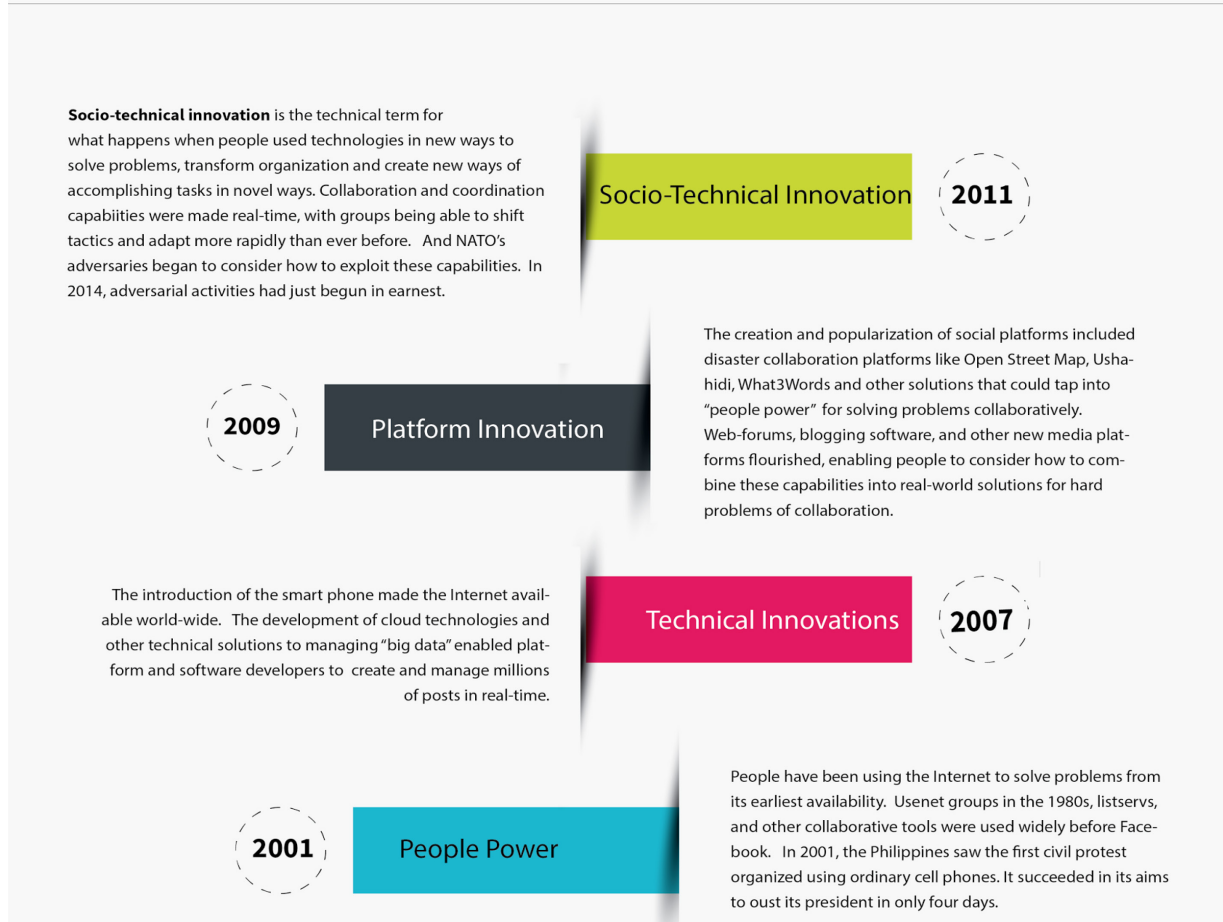 Socio-technical innovation is the technical term for
what happens when people used technologies in new ways to
solve problems, transform organization and create new ways of
accomplishing tasks in novel ways. Collaboration and coordination
capabiities were made real-time, with groups being able to shift
tactics and adapt more rapidly than ever before. And NATO's
adversaries began to consider how to exploit these capabilities. In
2014, adversarial activities had just begun in earnest.
Socio-Technical Innovation
2011
2009
Platform Innovation
The creation and popularization of social platforms included
disaster collaboration platforms like Open Street Map, Usha-
hidi, What3Words and other solutions that could tap into
“people power” for solving problems collaboratively.
Web-forums, blogging software, and other new media plat-
forms flourished, enabling people to consider how to com-
bine these capabilities into real-world solutions for hard
problems of collaboration.
The introduction of the smart phone made the Internet avail-
able world-wide. The development of cloud technologies and
other technical solutions to managing “big data” enabled plat-
form and software developers to create and manage millions
of posts in real-time.
Technical Innovations
2007
2001
People Power
People have been using the Internet to solve problems from
its earliest availability. Usenet groups in the 1980s, listservs,
and other collaborative tools were used widely before Face-
book. In 2001, the Philippines saw the first civil protest
organized using ordinary cell phones. It succeeded in its aims
to oust its president in only four days.